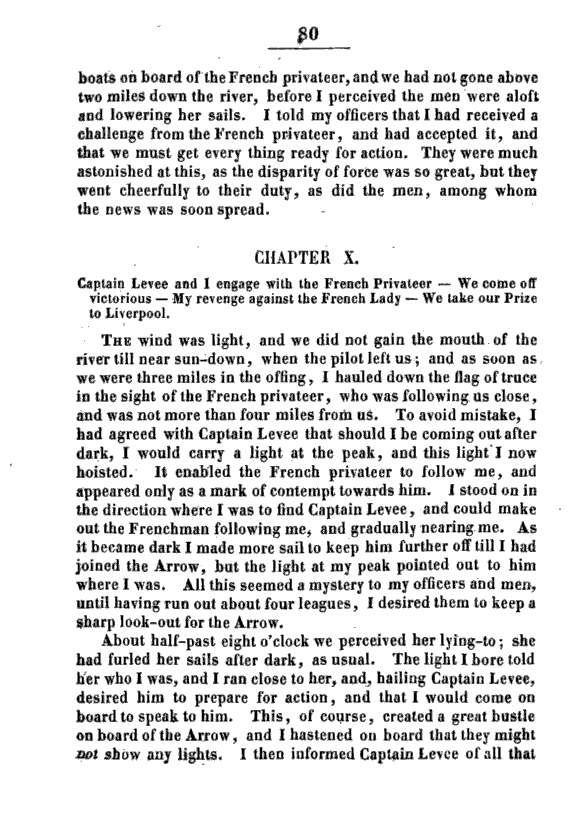 80
boats on board of the French privateer, and we had not gone above
two miles down the river, before I perceived the men were aloft
and lowering her sails. I told my officers that I had received a
challenge from the French privateer, and had accepted it, and
that we must get every thing ready for action. They were much
astonished at this, as the disparity of force was so great, but they
went cheerfully to their duty, as did the men, among whom
the news was soon spread.
CHAPTER X.
Captain Levee and I engage with the French Privateer — We come off
victorious — My revenge against the French Lady — We take our Prize
to Liverpool.
THE wind was light, and we did not gain the mouth of the
river till near sun-down, when the pilot left us; and as soon as
we were three miles in the offing, I hauled down the flag of truce
in the sight of the French privateer, who was following us close,
and was not more than four miles from us. To avoid mistake, I
had agreed with Captain Levee that should I be coming out after
dark, I would carry a light at the peak, and this light I now
hoisted. It enabled the French privateer to follow me, and
appeared only as a mark of contempt towards him. I stood on in
the direction where I was to find Captain Levee, and could make
out the Frenchman following me, and gradually nearing me. As
it became dark I made more sail to keep him further off till I had
joined the Arrow, but the light at my peak pointed out to him
where I was. All this seemed a mystery to my officers and men,
until having run out about four leagues, I desired them to keep a
sharp look-out for the Arrow.
About half-past eight o'clock we perceived her lying-to; she
had furled her sails after dark, as usual. The light I bore told
her who I was, and I ran close to her, and, hailing Captain Levee,
desired him to prepare for action, and that I would come on
board to speak to him. This, of course, created a great bustle
on board of the Arrow, and I hastened on board that they might
not show any lights. I then informed Captain Levee of all that